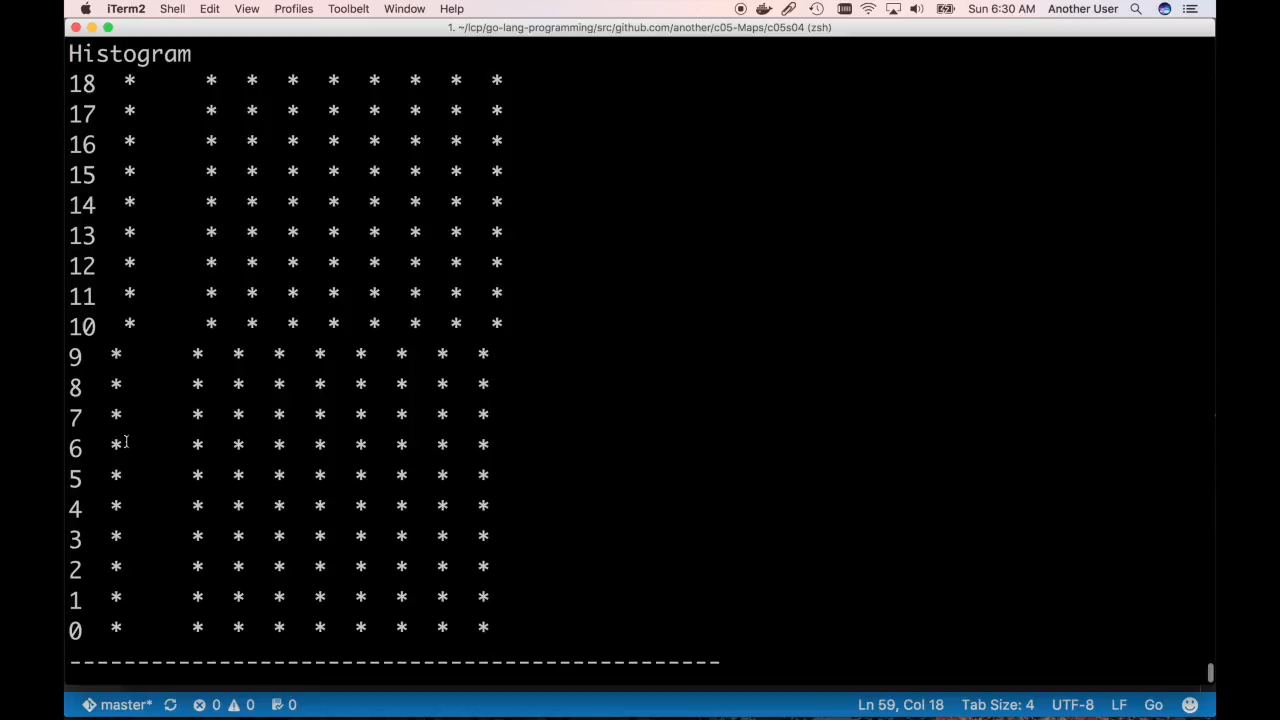 iTerm2 Shell Edit View Profiles Toolbelt Window Help Sun 6:30 AM Another User
1. ~/lcp/go-lang-programming/src/github.com/another/c05-Maps/c05s04 (zsh)
Histogram
18 * * * * * * * * *
17 * * * * * * * * *
16 * * * * * * * * *
15 * * * * * * * * *
14 * * * * * * * * *
13 * * * * * * * * *
12 * * * * * * * * *
11 * * * * * * * * *
10 * * * * * * * * *
9 * * * * * * * * *
8 * * * * * * * * *
7 * * * * * * * * *
6 * * * * * * * * *
5 * * * * * * * * *
4 * * * * * * * * *
3 * * * * * * * * *
2 * * * * * * * * *
1 * * * * * * * * *
0 * * * * * * * * *
------------------------------------------------
master* 0 0 0 Ln 59, Col 18 Tab Size: 4 UTF-8 LF Go